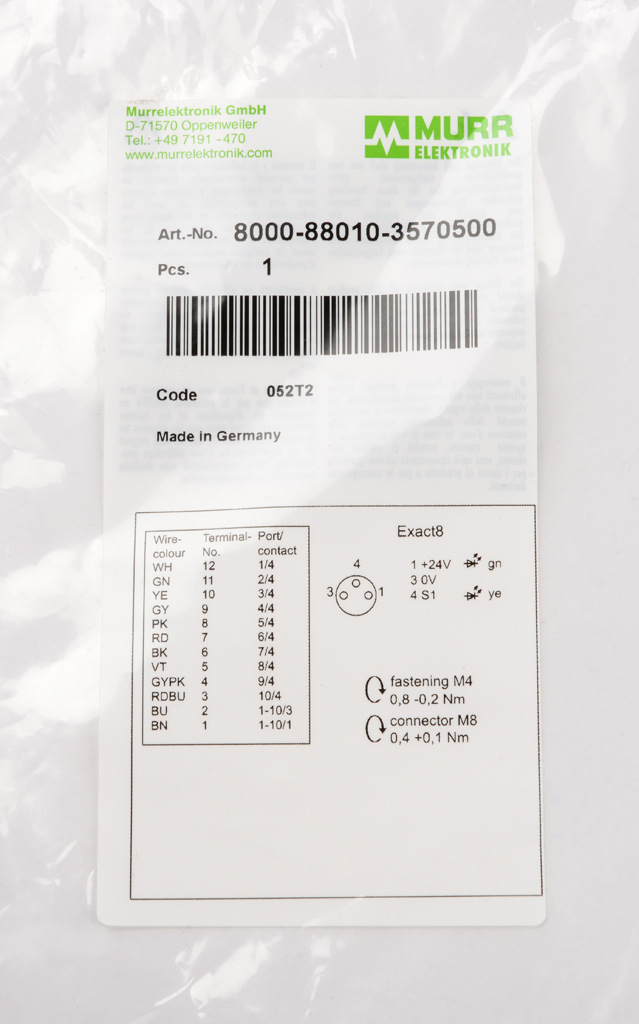 Murrelektronik GmbH
D-71570 Oppenweiler
Tel.: +49 7191 -470
www.murrelektronik.com
MURR
ELEKTRONIK
Art.-No. 8000-88010-3570500
Pcs. 1
Code 052T2
Made in Germany
Wire-colour Terminal-No. Port/contact
WH 12 1/4
GN 11 2/4
YE 10 3/4
GY 9 4/4
PK 8 5/4
RD 7 6/4
BK 6 7/4
VT 5 8/4
GYPK 4 9/4
RDBU 3 10/4
BU 2 1-10/3
BN 1 1-10/1
Exact8
4
3 1
1 +24V gn
3 0V
4 S1 ye
fastening M4
0,8 -0,2 Nm
connector M8
0,4 +0,1 Nm